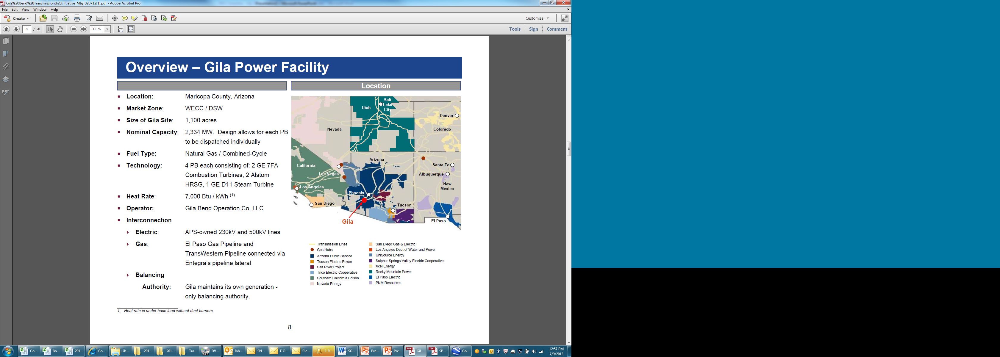 Gila%20Bend%20Transmission%20Initiative_Mtg_020712[1].pdf - Adobe Acrobat Pro
File Edit View Window Help
Create Customize
8 / 20 111% Tools Sign Comment
Overview – Gila Power Facility
Location
Location: Maricopa County, Arizona
Market Zone: WECC / DSW
Size of Gila Site: 1,100 acres
Nominal Capacity: 2,334 MW. Design allows for each PB
to be dispatched individually
Fuel Type: Natural Gas / Combined-Cycle
Technology: 4 PB each consisting of: 2 GE 7FA
Combustion Turbines, 2 Alstom
HRSG, 1 GE D11 Steam Turbine
Heat Rate: 7,000 Btu / kWh (1)
Operator: Gila Bend Operation Co, LLC
Interconnection
Electric: APS-owned 230kV and 500kV lines
Gas: El Paso Gas Pipeline and
TransWestern Pipeline connected via
Entegra's pipeline lateral
Balancing
Authority: Gila maintains its own generation -
only balancing authority.
1. Heat rate is under base load without duct burners.
Salt
Lake
City
Utah
Denver
Nevada
Colorado
Arizona
California
Santa Fe
Las Vegas
Albuquerque
New
Mexico
Los Angeles
Phoenix
San Diego
Tucson
Gila
El Paso
Transmission Lines
Gas Hubs
Arizona Public Service
Tucson Electric Power
Salt River Project
Trico Electric Cooperative
Southern California Edison
Nevada Energy
San Diego Gas & Electric
Los Angeles Dept of Water and Power
UniSource Energy
Sulphur Springs Valley Electric Cooperative
Xcel Energy
Rocky Mountain Power
El Paso Electric
PNM Resources
8
Co... Bo... 201... Go... Lib... 201... 201... Tra... DV... Inb... SN... E.O... Pic... 1 R... SG... Pre... Pre... Gil... SP... Go...
12:57 PM
7/9/2013